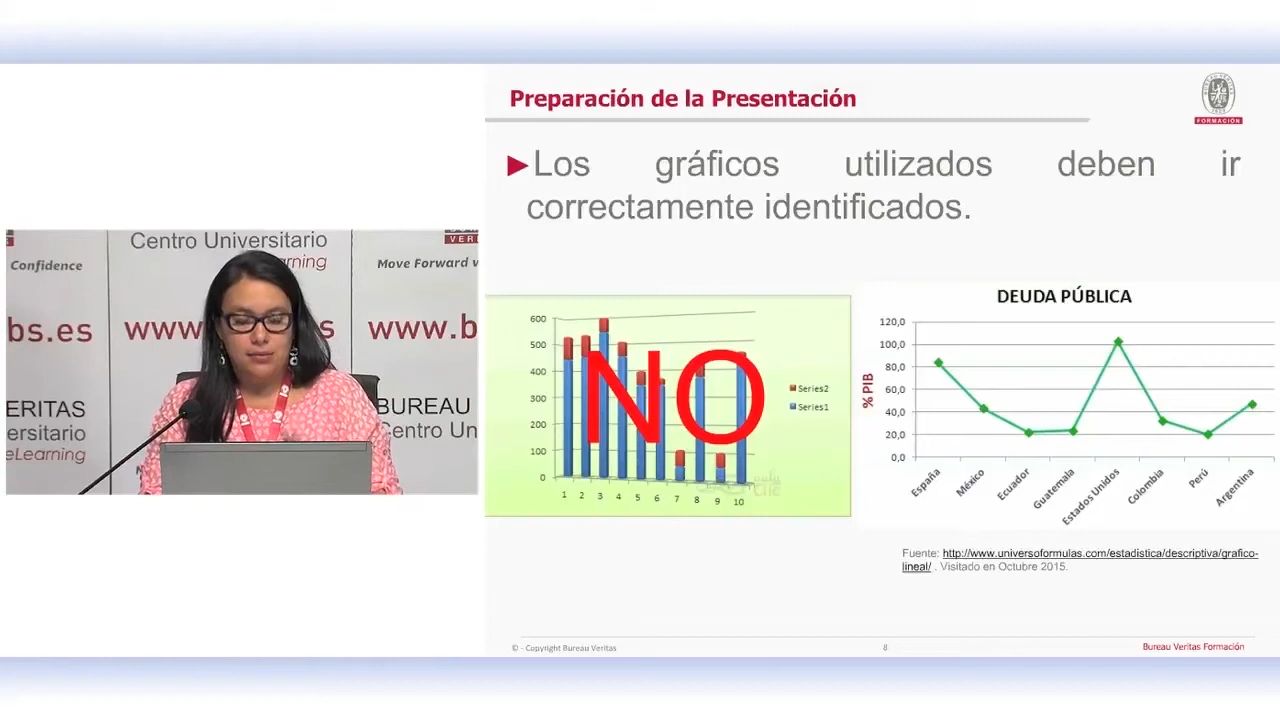 Preparación de la Presentación
FORMACIÓN
►Los gráficos utilizados deben ir
correctamente identificados.
Centro Universitario
VERI
Confidence
rning
Move Forward w
bs.es
www
s
www.b
ERITAS
ersitario
eLearning
BUREAU
Centro Un
600
500
400
300
200
100
0
1 2 3 4 5 6 7 8 9 10
Series2
Series1
NO
DEUDA PÚBLICA
% PIB
120,0
100,0
80,0
60,0
40,0
20,0
0,0
España
México
Ecuador
Guatemala
Estados Unidos
Colombia
Perú
Argentina
Fuente: http://www.universoformulas.com/estadistica/descriptiva/grafico-
lineal/ . Visitado en Octubre 2015.
© - Copyright Bureau Veritas
8
Bureau Veritas Formación